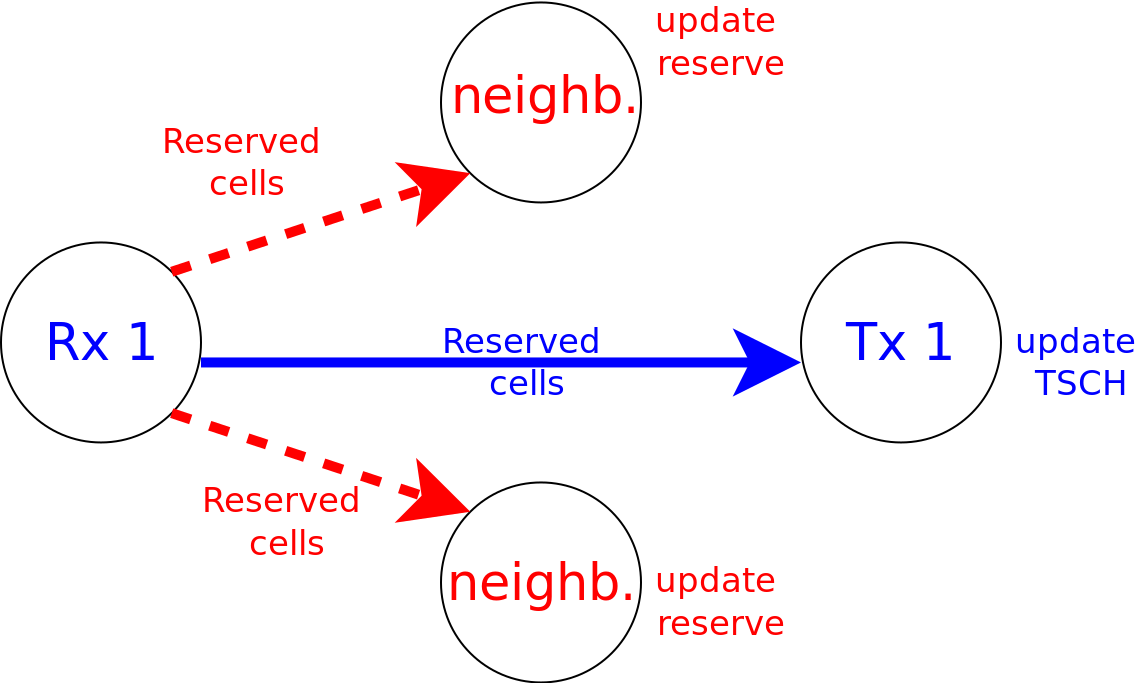 update
reserve
neighb.
Reserved
cells
Rx 1
Reserved
cells
Tx 1
update
TSCH
Reserved
cells
neighb.
update
reserve